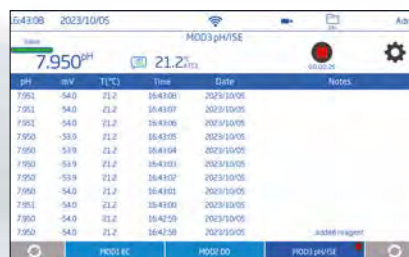 16:43:08 2023/10/05 Adm
Stable MOD3 pH/ISE
7.950pH 21.2°C ATC1 00:00:26
pH mV T(°C) Time Date Notes
7.951 -54.0 21.2 16:43:08 2023/10/05
7.951 -54.0 21.2 16:43:07 2023/10/05
7.951 -54.0 21.2 16:43:06 2023/10/05
7.950 -53.9 21.2 16:43:05 2023/10/05
7.950 -53.9 21.2 16:43:04 2023/10/05
7.950 -53.9 21.2 16:43:03 2023/10/05
7.950 -53.9 21.2 16:43:02 2023/10/05
7.950 -54.0 21.2 16:43:01 2023/10/05
7.951 -54.0 21.2 16:43:00 2023/10/05
7.950 -54.0 21.2 16:42:59 2023/10/05
7.950 -54.0 21.2 16:42:58 2023/10/05 added reagent
MOD1 EC MOD2 DO MOD3 pH/ISE